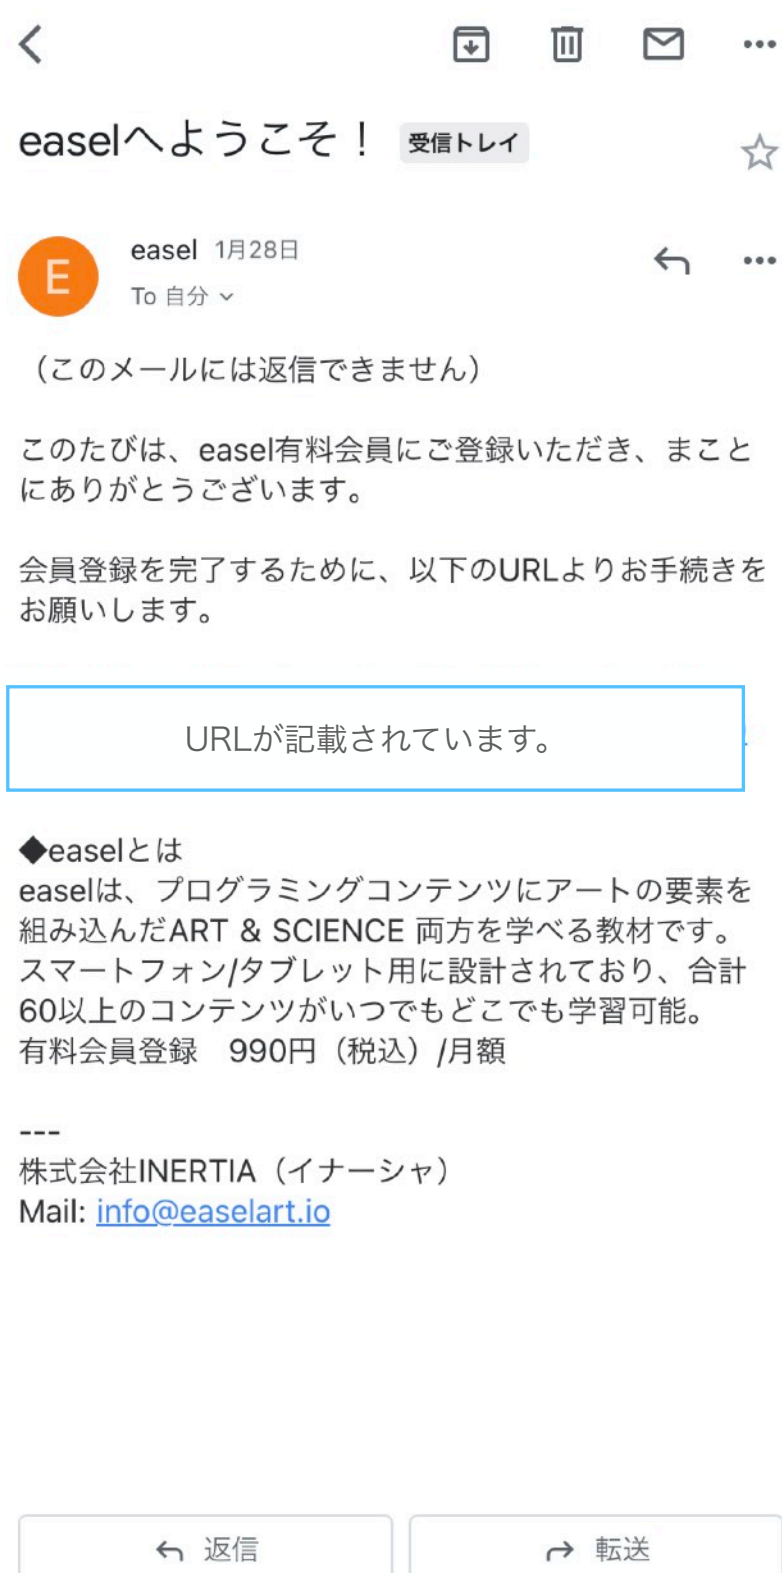 easelへようこそ！ 受信トレイ
E
easel 1月28日
To 自分
（このメールには返信できません）
このたびは、easel有料会員にご登録いただき、まこと
にありがとうございます。
会員登録を完了するために、以下のURLよりお手続きを
お願いします。
URLが記載されています。
◆easelとは
easelは、プログラミングコンテンツにアートの要素を
組み込んだART & SCIENCE 両方を学べる教材です。
スマートフォン/タブレット用に設計されており、合計
60以上のコンテンツがいつでもどこでも学習可能。
有料会員登録　990円（税込）/月額
---
株式会社INERTIA（イナーシャ）
Mail: info@easelart.io
返信
転送